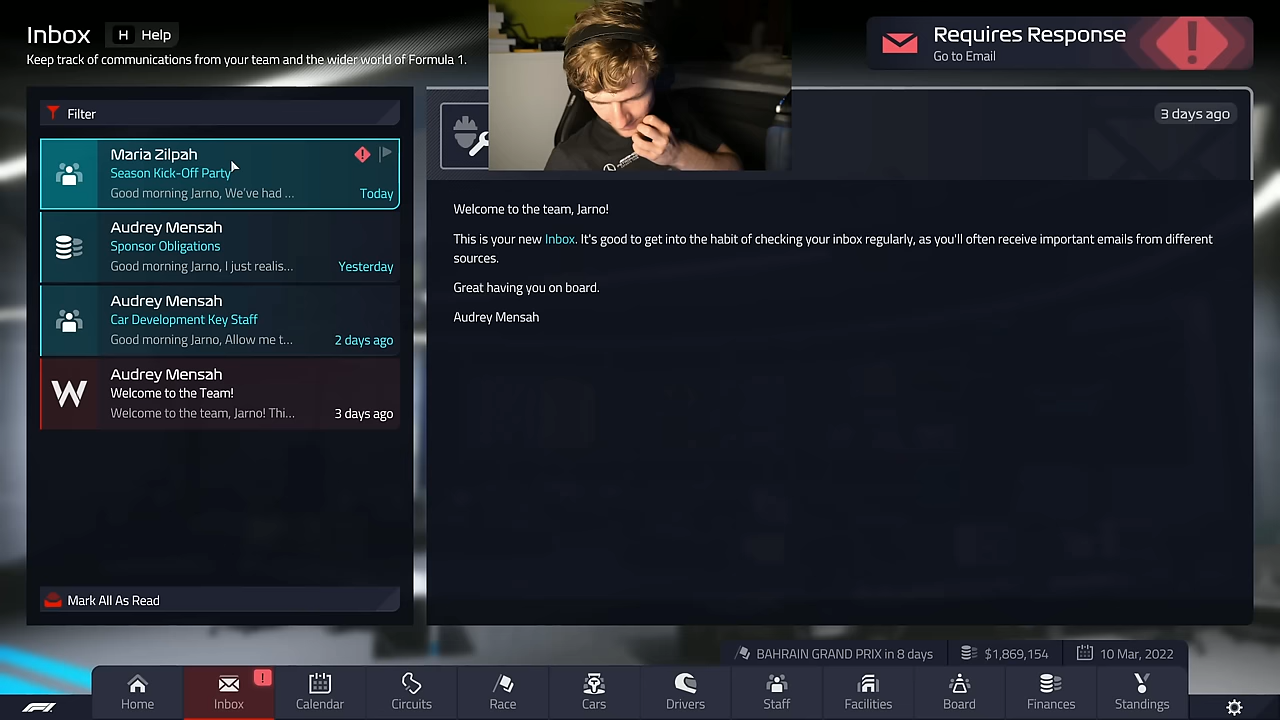 Inbox
H Help
Keep track of communications from your team and the wider world of Formula 1.
Requires Response
Go to Email
Filter
Maria Zilpah
Season Kick-Off Party
Good morning Jarno, We've had ...
Today
Audrey Mensah
Sponsor Obligations
Good morning Jarno, I just realis...
Yesterday
Audrey Mensah
Car Development Key Staff
Good morning Jarno, Allow me t...
2 days ago
W
Audrey Mensah
Welcome to the Team!
Welcome to the team, Jarno! Thi...
3 days ago
Mark All As Read
3 days ago
Welcome to the team, Jarno!
This is your new Inbox. It's good to get into the habit of checking your inbox regularly, as you'll often receive important emails from different
sources.
Great having you on board.
Audrey Mensah
BAHRAIN GRAND PRIX in 8 days
$1,869,154
10 Mar, 2022
Home
Inbox
!
Calendar
Circuits
Race
Cars
Drivers
Staff
Facilities
Board
Finances
Standings